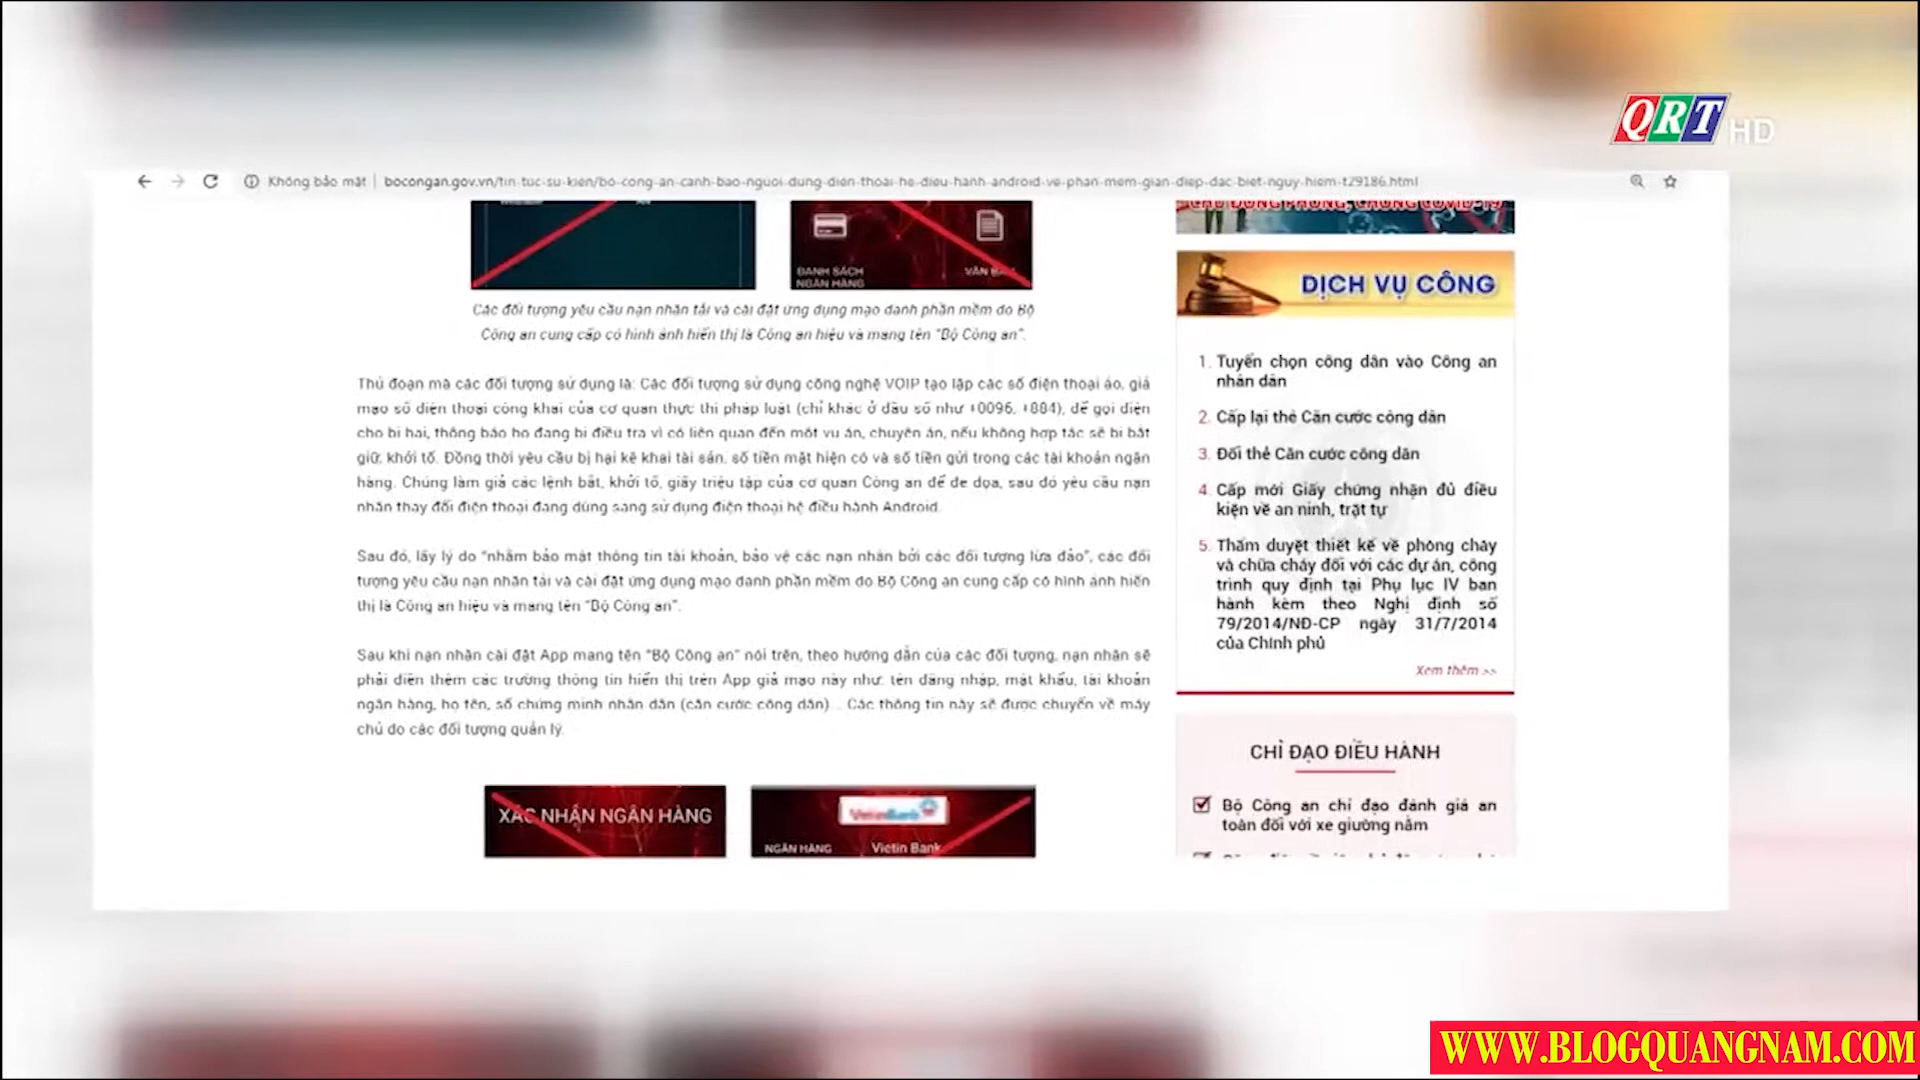 QRT HD
Không bảo mật | bocongan.gov.vn/tin-tuc-su-kien/bo-cong-an-canh-bao-nguoi-dung-dien-thoai-he-dieu-hanh-android-ve-phan-mem-gian-diep-dac-biet-nguy-hiem-t29186.html
DANH SÁCH
NGÂN HÀNG
Các đối tượng yêu cầu nạn nhân tải và cài đặt ứng dụng mạo danh phần mềm do Bộ
Công an cung cấp có hình ảnh hiển thị là Công an hiệu và mang tên "Bộ Công an".
Thủ đoạn mà các đối tượng sử dụng là: Các đối tượng sử dụng công nghệ VOIP tạo lập các số điện thoại ảo, giả
mạo số điện thoại công khai của cơ quan thực thi pháp luật (chỉ khác ở đầu số như +0096, +884), để gọi điện
cho bị hại, thông báo họ đang bị điều tra vì có liên quan đến một vụ án, chuyên án, nếu không hợp tác sẽ bị bắt
giữ, khởi tố. Đồng thời yêu cầu bị hại kê khai tài sản, số tiền mặt hiện có và số tiền gửi trong các tài khoản ngân
hàng. Chúng làm giả các lệnh bắt, khởi tố, giấy triệu tập của cơ quan Công an để đe dọa, sau đó yêu cầu nạn
nhân thay đổi điện thoại đang dùng sang sử dụng điện thoại hệ điều hành Android.
Sau đó, lấy lý do "nhằm bảo mật thông tin tài khoản, bảo vệ các nạn nhân bởi các đối tượng lừa đảo", các đối
tượng yêu cầu nạn nhân tải và cài đặt ứng dụng mạo danh phần mềm do Bộ Công an cung cấp có hình ảnh hiển
thị là Công an hiệu và mang tên "Bộ Công an".
Sau khi nạn nhân cài đặt App mang tên "Bộ Công an" nói trên, theo hướng dẫn của các đối tượng, nạn nhân sẽ
phải điền thêm các trường thông tin hiển thị trên App giả mạo này như: tên đăng nhập, mật khẩu, tài khoản
ngân hàng, họ tên, số chứng minh nhân dân (căn cước công dân)... Các thông tin này sẽ được chuyển về máy
chủ do các đối tượng quản lý.
XÁC NHẬN NGÂN HÀNG
VietinBank
NGÂN HÀNG
Vietin Bank
CHỦ ĐỘNG PHÒNG, CHỐNG COVID-19
DỊCH VỤ CÔNG
1. Tuyển chọn công dân vào Công an
nhân dân
2. Cấp lại thẻ Căn cước công dân
3. Đổi thẻ Căn cước công dân
4. Cấp mới Giấy chứng nhận đủ điều
kiện về an ninh, trật tự
5. Thẩm duyệt thiết kế về phòng cháy
và chữa cháy đối với các dự án, công
trình quy định tại Phụ lục IV ban
hành kèm theo Nghị định số
79/2014/NĐ-CP ngày 31/7/2014
của Chính phủ
Xem thêm >>
CHỈ ĐẠO ĐIỀU HÀNH
Bộ Công an chỉ đạo đánh giá an
toàn đối với xe giường nằm
WWW.BLOGQUANGNAM.COM